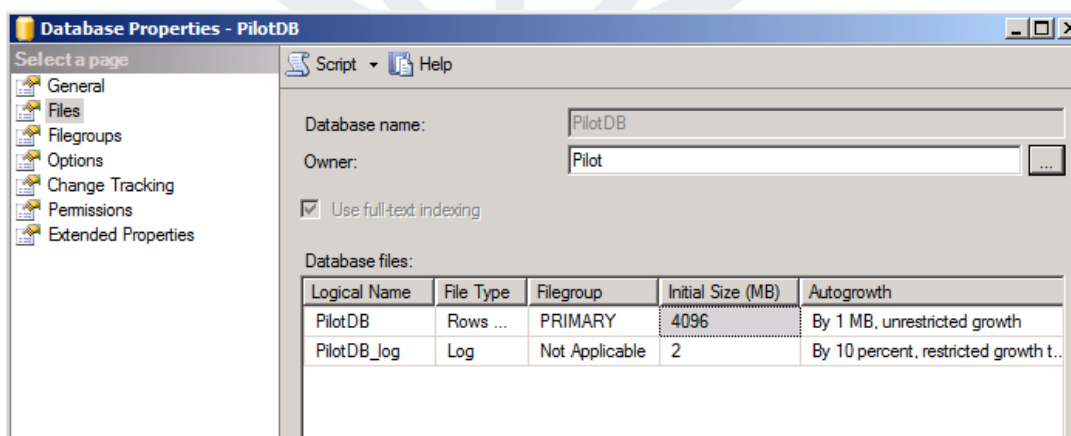 Database Properties - PilotDB
Select a page
General
Files
Filegroups
Options
Change Tracking
Permissions
Extended Properties
Script Help
Database name: PilotDB
Owner: Pilot ...
Use full-text indexing
Database files:
Logical Name File Type Filegroup Initial Size (MB) Autogrowth
PilotDB Rows ... PRIMARY 4096 By 1 MB, unrestricted growth
PilotDB_log Log Not Applicable 2 By 10 percent, restricted growth t...